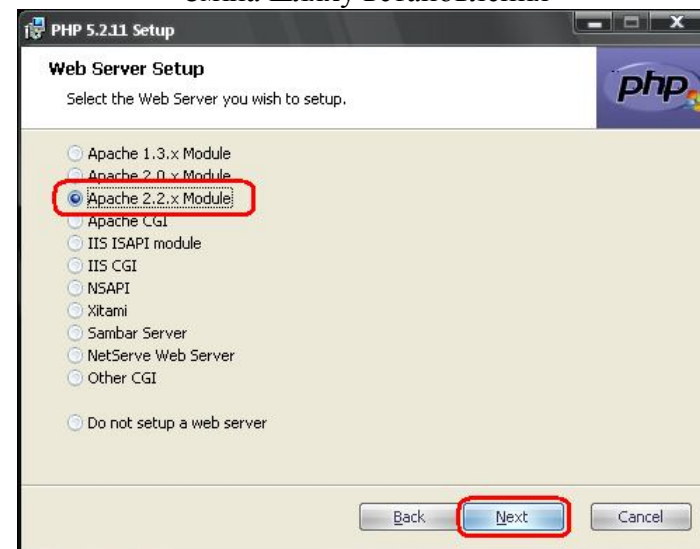 PHP 5.2.11 Setup
Web Server Setup
Select the Web Server you wish to setup.
php
Apache 1.3.x Module
Apache 2.0.x Module
Apache 2.2.x Module
Apache CGI
IIS ISAPI module
IIS CGI
NSAPI
Xitami
Sambar Server
NetServe Web Server
Other CGI
Do not setup a web server
Back
Next
Cancel